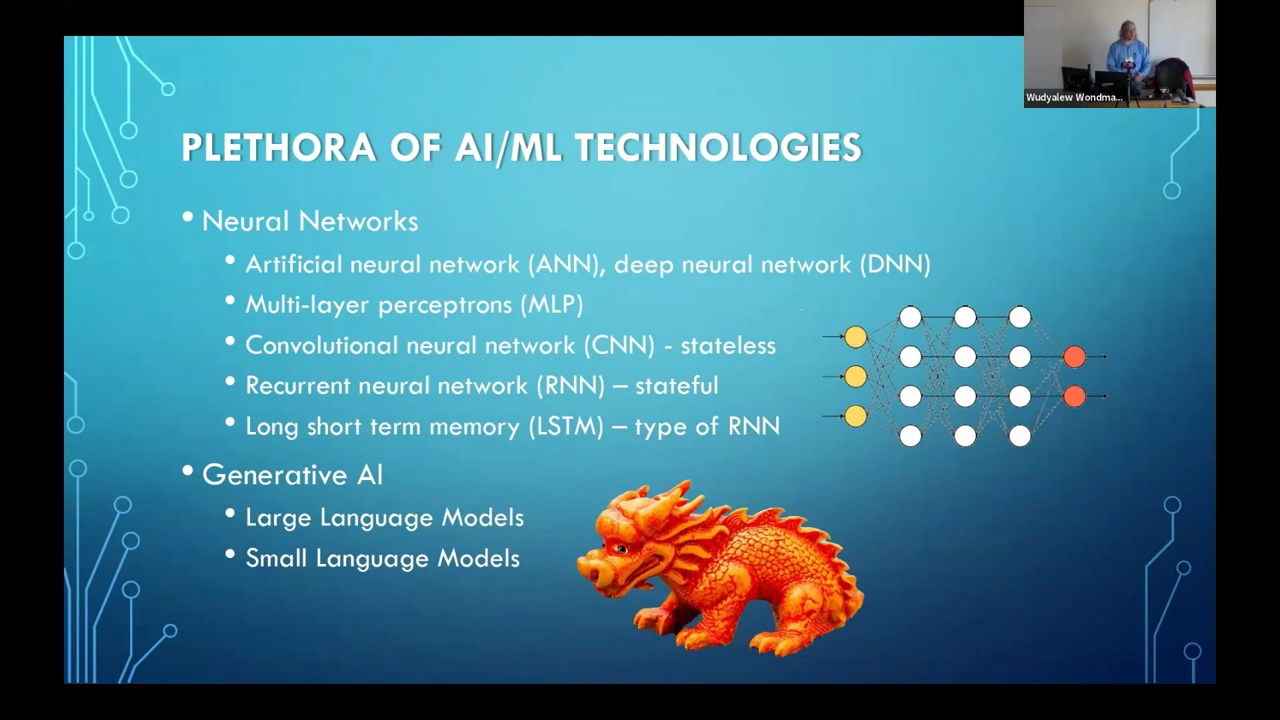 Wudyalew Wondma...
PLETHORA OF AI/ML TECHNOLOGIES
• Neural Networks
• Artificial neural network (ANN), deep neural network (DNN)
• Multi-layer perceptrons (MLP)
• Convolutional neural network (CNN) - stateless
• Recurrent neural network (RNN) – stateful
• Long short term memory (LSTM) – type of RNN
• Generative AI
• Large Language Models
• Small Language Models